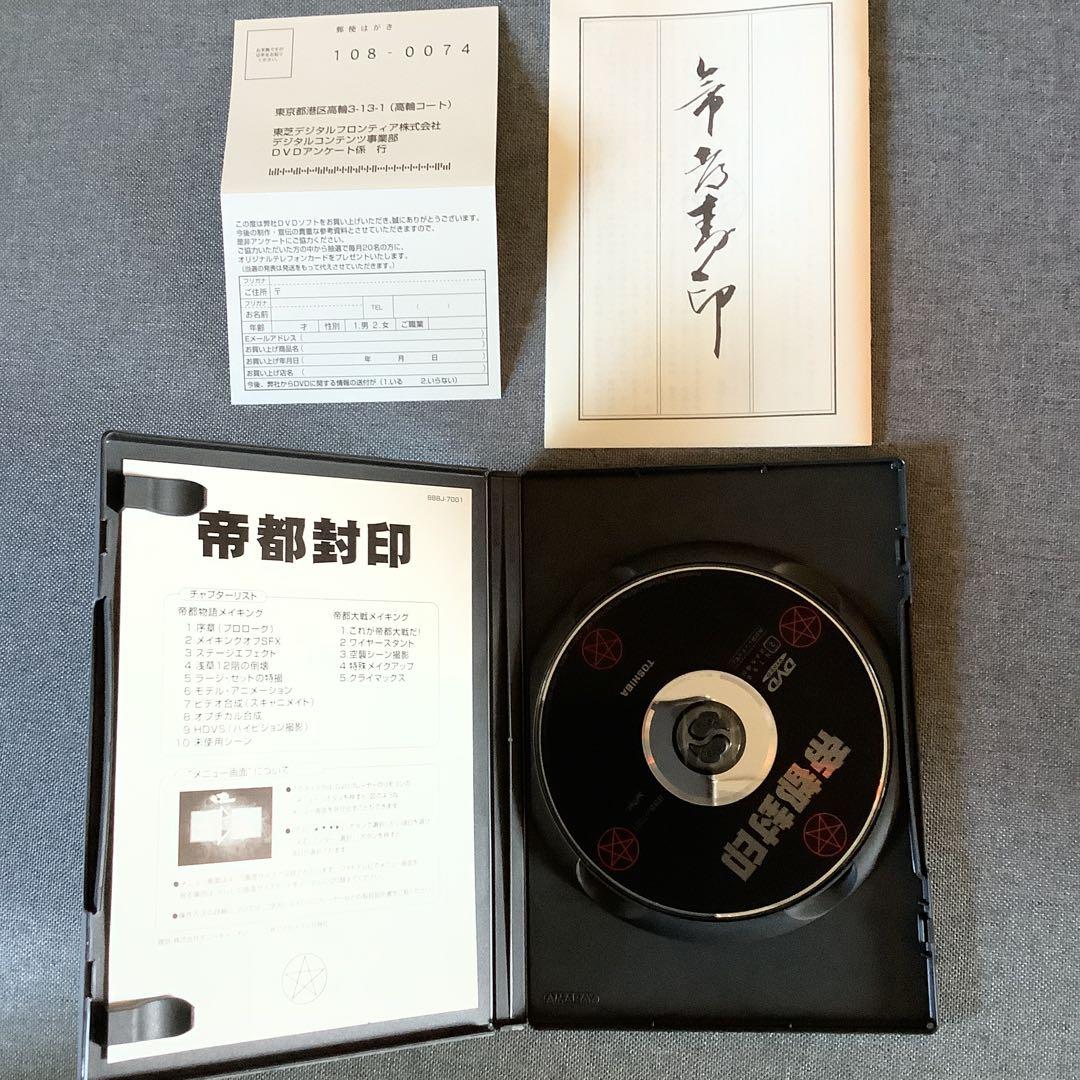 郵便はがき
108-0074
お手数ですが
切手をお貼り
ください。
東京都港区高輪3-13-1(高輪コート)
東芝デジタルフロンティア株式会社
デジタルコンテンツ事業部
DVDアンケート係 行
この度は弊社DVDソフトをお買い上げいただき、誠にありがとうございます。
今後の制作・宣伝の貴重な参考資料とさせていただきますので、
是非アンケートにご協力ください。
ご協力いただいた方の中から抽選で毎月20名の方に、
オリジナルテレフォンカードをプレゼントいたします。
(当選の発表は発送をもって代えさせていただきます。)
フリガナ
ご住所 〒
フリガナ
お名前 TEL ( )
年齢 才 性別 1.男 2.女 ご職業
Eメールアドレス ( )
お買い上げ商品名 ( )
お買い上げ年月日 ( 年 月 日 )
お買い上げ店名 ( )
今後、弊社からDVDに関する情報の送付が (1.いる 2.いらない)
帝都封印
BBBJ-7001
帝都封印
チャプターリスト
帝都物語メイキング
1.序章(プロローグ)
2.メイキングオブSFX
3.ステージエフェクト
4.浅草12階の倒壊
5.ラージ・セットの特撮
6.モデル・アニメーション
7.ビデオ合成(スキャニメイト)
8.オプチカル合成
9.HDVS(ハイビジョン撮影)
10.未使用シーン
帝都大戦メイキング
1.これが帝都大戦だ!
2.ワイヤースタント
3.空襲シーン撮影
4.特殊メイクアップ
5.クライマックス
"メニュー画面"について
DVD
2
TOSHIBA
帝都封印
AMARAY